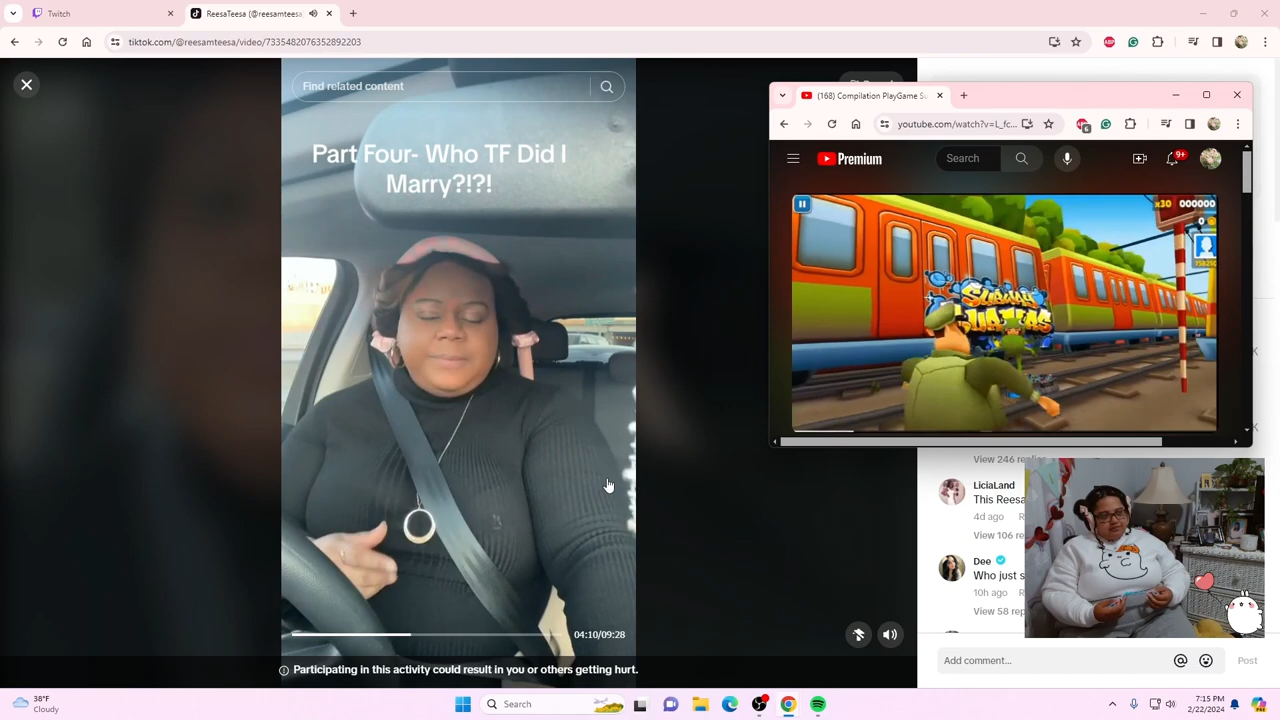 Twitch
ReesaTeesa (@reesamteesa
tiktok.com/@reesamteesa/video/7335482076352892203
Find related content
Part Four- Who TF Did I
Marry?!?!
04:10/09:28
Participating in this activity could result in you or others getting hurt.
(168) Compilation PlayGame Su
youtube.com/watch?v=L_fc...
6
Premium
Search
9+
x30 000000
0
SUBWAY
SURFERS
View 246 replies
LiciaLand
This Reesa
4d ago
View 106 re
Dee
Who just s
10h ago
View 58 rep
Add comment...
Post
38°F
Cloudy
Search
7:15 PM
2/22/2024